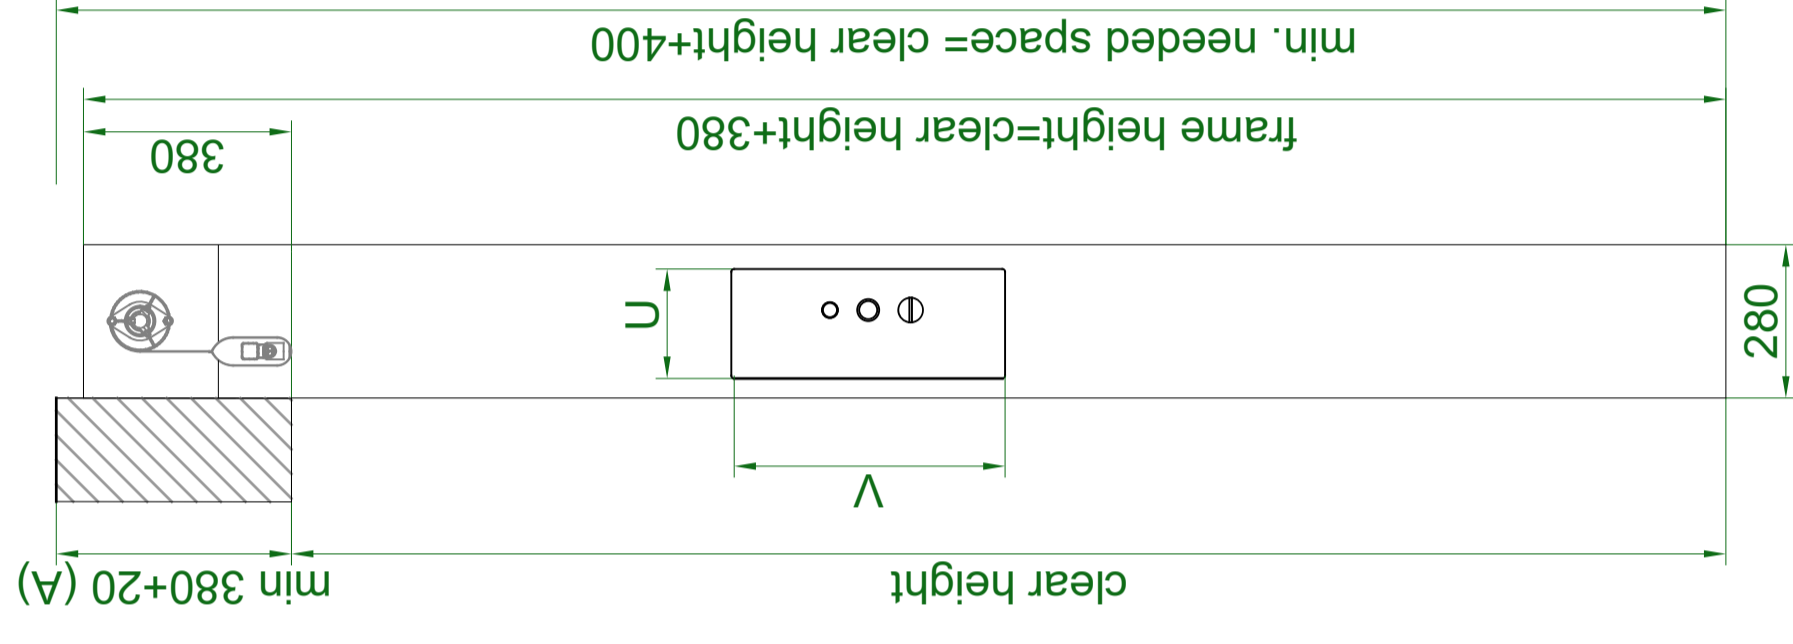 min 380+20 (A)
clear height
V
U
280
380
frame height=clear height+380
min. needed space= clear height+400